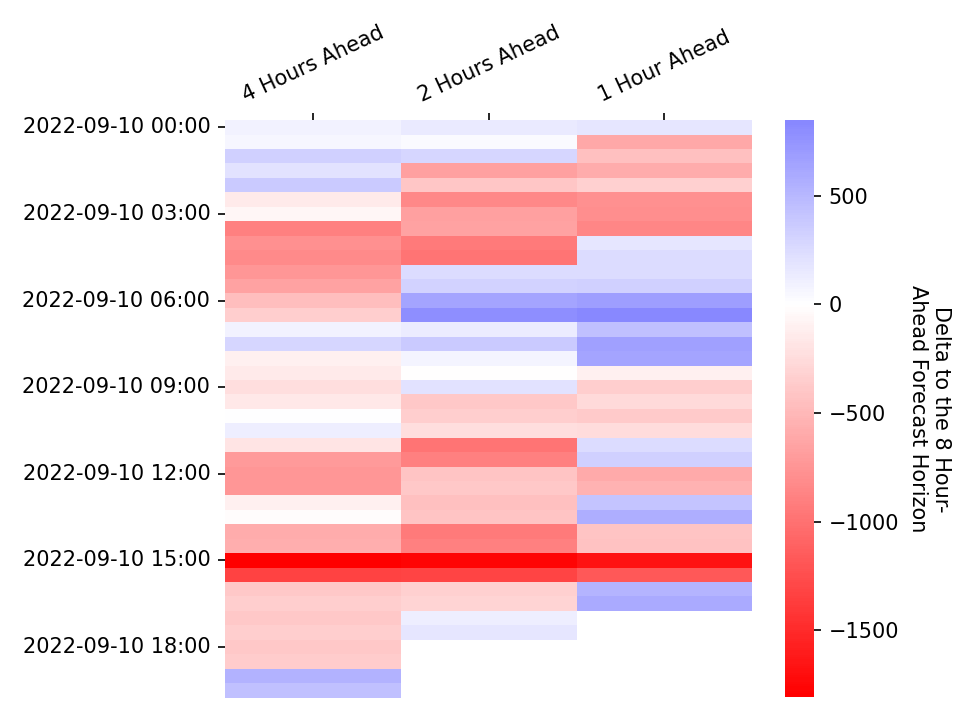 4 Hours Ahead
2 Hours Ahead
1 Hour Ahead
2022-09-10 00:00
2022-09-10 03:00
2022-09-10 06:00
2022-09-10 09:00
2022-09-10 12:00
2022-09-10 15:00
2022-09-10 18:00
500
0
−500
−1000
−1500
Delta to the 8 Hour-
Ahead Forecast Horizon